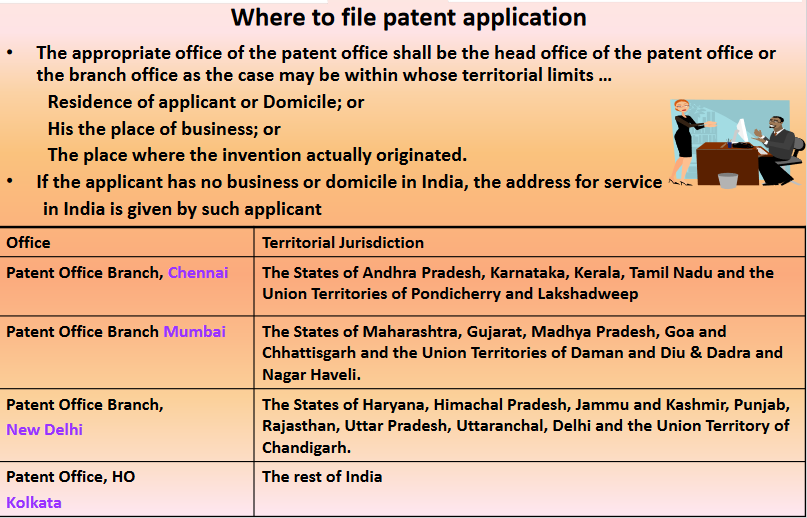 Where to file patent application
• The appropriate office of the patent office shall be the head office of the patent office or
the branch office as the case may be within whose territorial limits ...
Residence of applicant or Domicile; or
His the place of business; or
The place where the invention actually originated.
• If the applicant has no business or domicile in India, the address for service
in India is given by such applicant
Office
Territorial Jurisdiction
Patent Office Branch, Chennai
The States of Andhra Pradesh, Karnataka, Kerala, Tamil Nadu and the
Union Territories of Pondicherry and Lakshadweep
Patent Office Branch Mumbai
The States of Maharashtra, Gujarat, Madhya Pradesh, Goa and
Chhattisgarh and the Union Territories of Daman and Diu & Dadra and
Nagar Haveli.
Patent Office Branch,
New Delhi
The States of Haryana, Himachal Pradesh, Jammu and Kashmir, Punjab,
Rajasthan, Uttar Pradesh, Uttaranchal, Delhi and the Union Territory of
Chandigarh.
Patent Office, HO
Kolkata
The rest of India